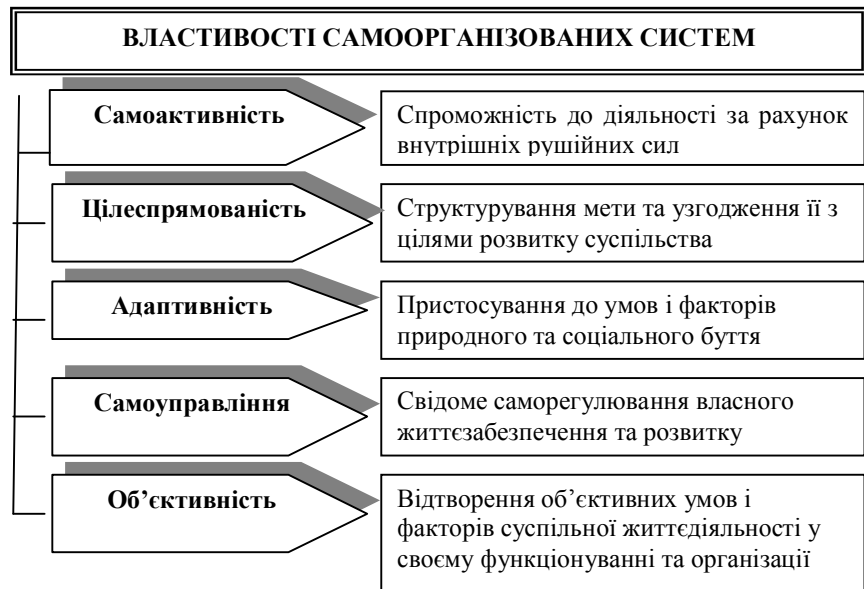 ВЛАСТИВОСТІ САМООРГАНІЗОВАНИХ СИСТЕМ
Самоактивність
Спроможність до діяльності за рахунок
внутрішніх рушійних сил
Цілеспрямованість
Структурування мети та узгодження її з
цілями розвитку суспільства
Адаптивність
Пристосування до умов і факторів
природного та соціального буття
Самоуправління
Свідоме саморегулювання власного
життєзабезпечення та розвитку
Об’єктивність
Відтворення об’єктивних умов і
факторів суспільної життєдіяльності у
своєму функціонуванні та організації